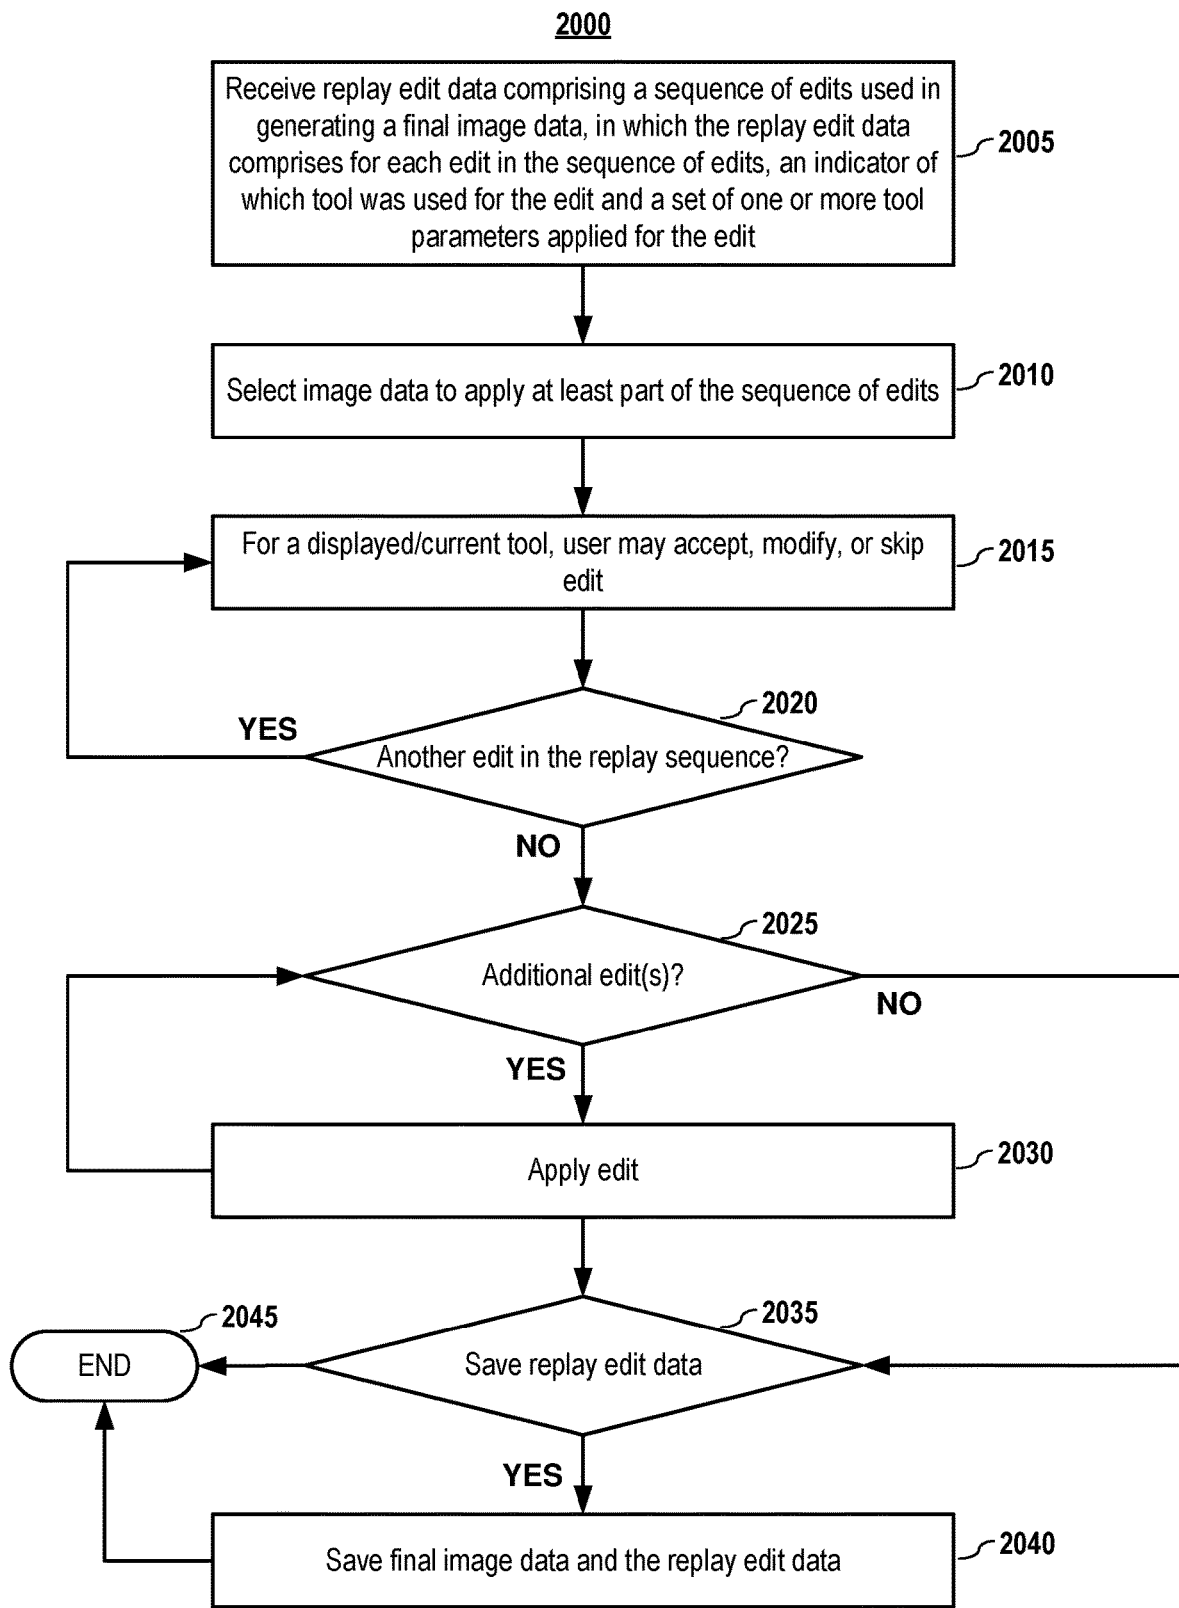 2000
Receive replay edit data comprising a sequence of edits used in
generating a final image data, in which the replay edit data
comprises for each edit in the sequence of edits, an indicator of
which tool was used for the edit and a set of one or more tool
parameters applied for the edit
2005
Select image data to apply at least part of the sequence of edits
2010
For a displayed/current tool, user may accept, modify, or skip
edit
2015
2020
YES
Another edit in the replay sequence?
NO
2025
Additional edit(s)?
NO
YES
Apply edit
2030
2045
2035
END
Save replay edit data
YES
Save final image data and the replay edit data
2040